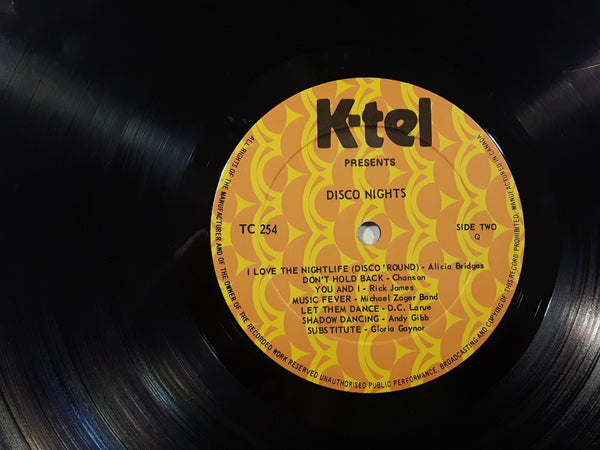 K-tel
PRESENTS
DISCO NIGHTS
TC 254
SIDE TWO
Q
I LOVE THE NIGHTLIFE (DISCO 'ROUND) - Alicia Bridges
DON'T HOLD BACK - Chanson
YOU AND I - Rick James
MUSIC FEVER - Michael Zager Band
LET THEM DANCE - D.C. Larue
SHADOW DANCING - Andy Gibb
SUBSTITUTE - Gloria Gaynor
ALL RIGHTS OF THE MANUFACTURER AND OF THE OWNER OF THE RECORDED WORK RESERVED UNAUTHORISED PUBLIC PERFORMANCE, BROADCASTING AND COPYING OF THIS RECORD PROHIBITED. MANUFACTURED IN CANADA